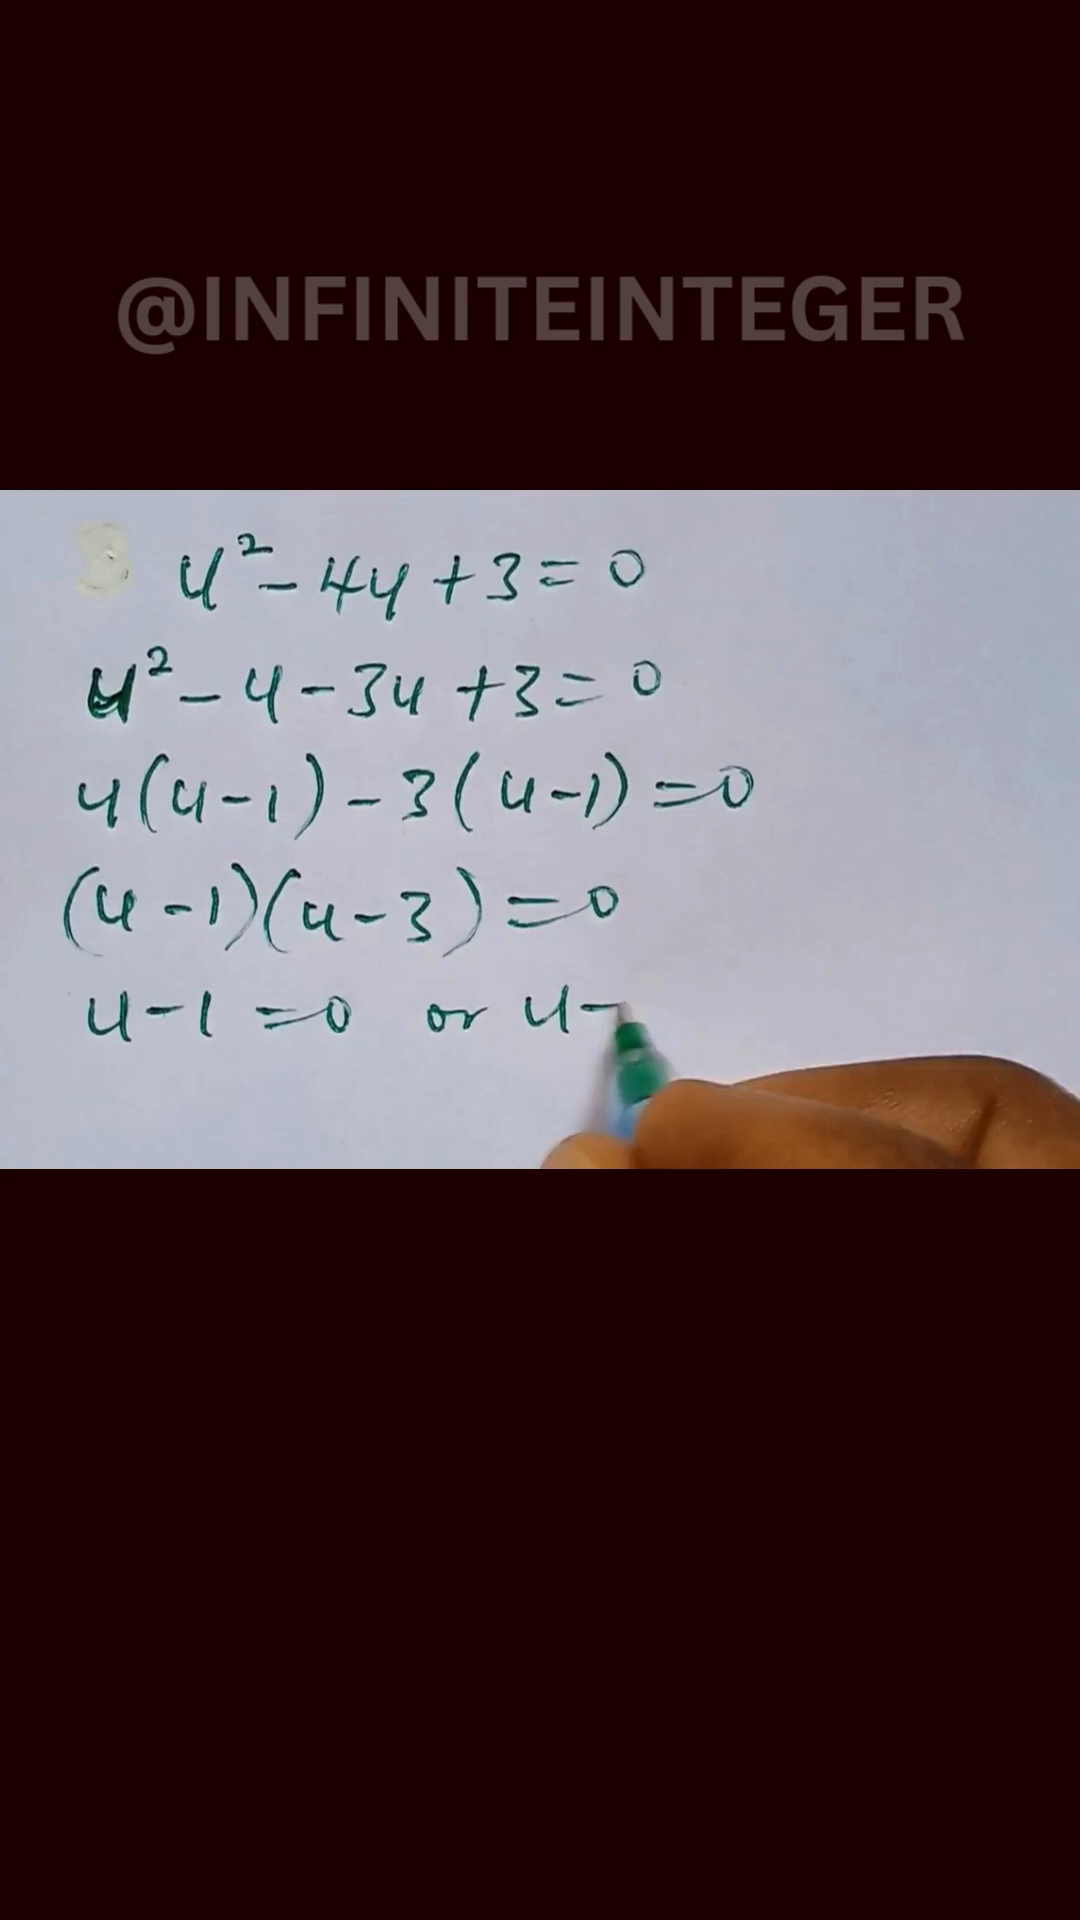 @INFINITEINTEGER
u² - 4u + 3 = 0
u² - u - 3u + 3 = 0
u(u - 1) - 3(u - 1) = 0
(u - 1)(u - 3) = 0
u - 1 = 0 or u -